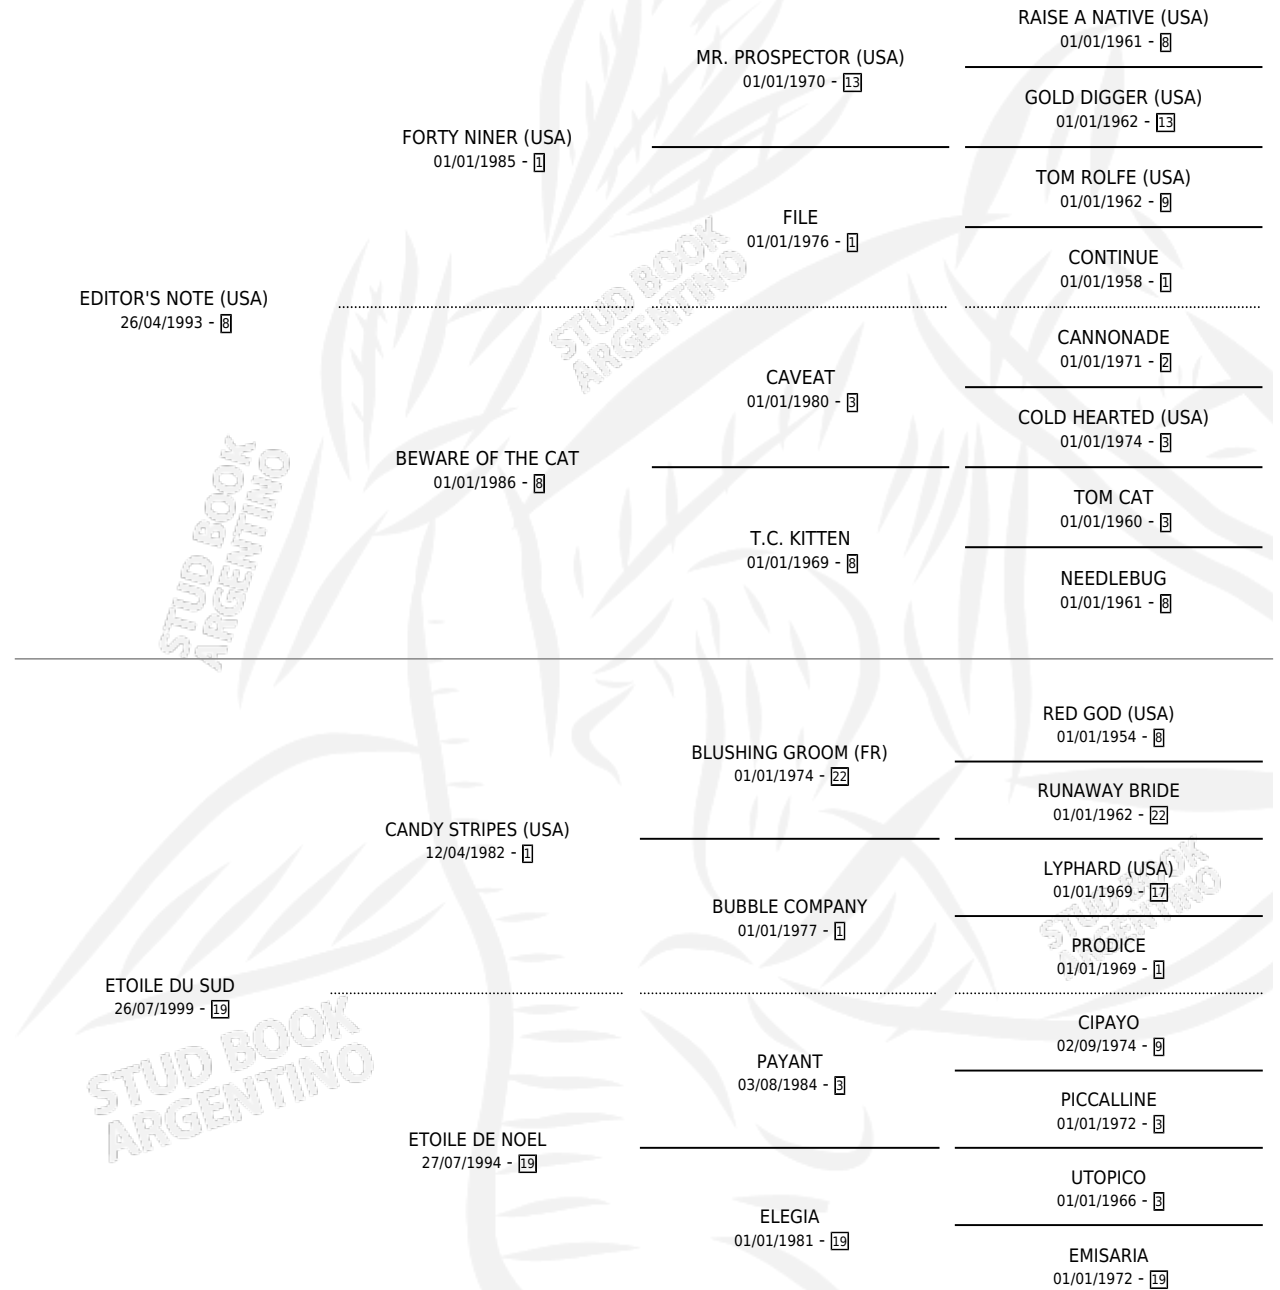 RAISE A NATIVE (USA)
01/01/1961 - 8
MR. PROSPECTOR (USA)
01/01/1970 - 13
GOLD DIGGER (USA)
01/01/1962 - 13
FORTY NINER (USA)
01/01/1985 - 1
TOM ROLFE (USA)
01/01/1962 - 9
FILE
01/01/1976 - 1
CONTINUE
01/01/1958 - 1
EDITOR'S NOTE (USA)
26/04/1993 - 8
STUD BOOK
ARGENTINO
CANNONADE
01/01/1971 - 2
CAVEAT
01/01/1980 - 3
COLD HEARTED (USA)
01/01/1974 - 3
BEWARE OF THE CAT
01/01/1986 - 8
TOM CAT
01/01/1960 - 3
T.C. KITTEN
01/01/1969 - 8
NEEDLEBUG
01/01/1961 - 8
STUD BOOK
ARGENTINO
RED GOD (USA)
01/01/1954 - 8
BLUSHING GROOM (FR)
01/01/1974 - 22
RUNAWAY BRIDE
01/01/1962 - 22
CANDY STRIPES (USA)
12/04/1982 - 1
LYPHARD (USA)
01/01/1969 - 17
BUBBLE COMPANY
01/01/1977 - 1
STUD BOOK
ARGENTINO
PRODICE
01/01/1969 - 1
ETOILE DU SUD
26/07/1999 - 19
CIPAYO
02/09/1974 - 9
PAYANT
03/08/1984 - 3
STUD BOOK
ARGENTINO
PICCALLINE
01/01/1972 - 3
ETOILE DE NOEL
27/07/1994 - 19
UTOPICO
01/01/1966 - 3
ELEGIA
01/01/1981 - 19
EMISARIA
01/01/1972 - 19